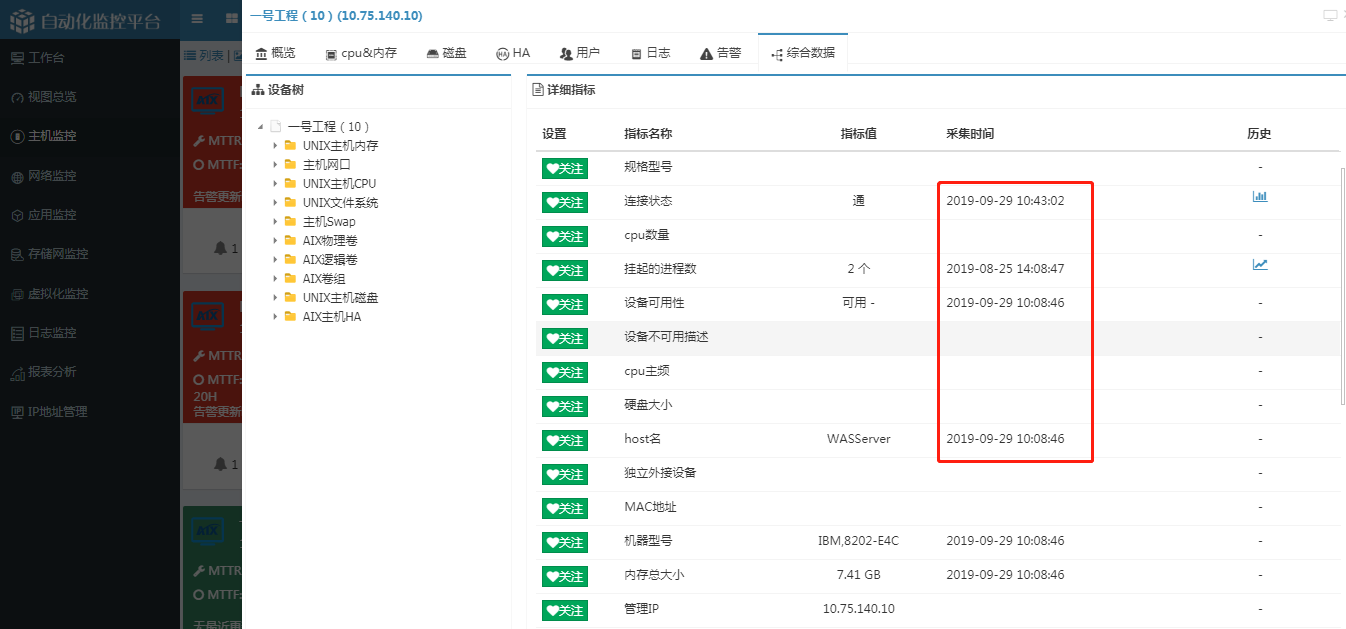 自动化监控平台
工作台
视图总览
主机监控
网络监控
应用监控
存储网监控
虚拟化监控
日志监控
报表分析
IP地址管理
列表
AIX
MTTR
MTTF:
告警更新
1
AIX
MTTR
MTTF:
20H
告警更新
1
AIX
MTTR
MTTF:
一号工程（10）(10.75.140.10)
概览 cpu&内存 磁盘 HA 用户 日志 告警 综合数据
设备树
一号工程（10）
UNIX主机内存
主机网口
UNIX主机CPU
UNIX文件系统
主机Swap
AIX物理卷
AIX逻辑卷
AIX卷组
UNIX主机磁盘
AIX主机HA
详细指标
设置 指标名称 指标值 采集时间 历史
关注 规格型号 -
关注 连接状态 通 2019-09-29 10:43:02
关注 cpu数量 -
关注 挂起的进程数 2 个 2019-08-25 14:08:47
关注 设备可用性 可用 - 2019-09-29 10:08:46 -
关注 设备不可用描述 -
关注 cpu主频 -
关注 硬盘大小 -
关注 host名 WASServer 2019-09-29 10:08:46 -
关注 独立外接设备 -
关注 MAC地址 -
关注 机器型号 IBM,8202-E4C 2019-09-29 10:08:46 -
关注 内存总大小 7.41 GB 2019-09-29 10:08:46 -
关注 管理IP 10.75.140.10 -